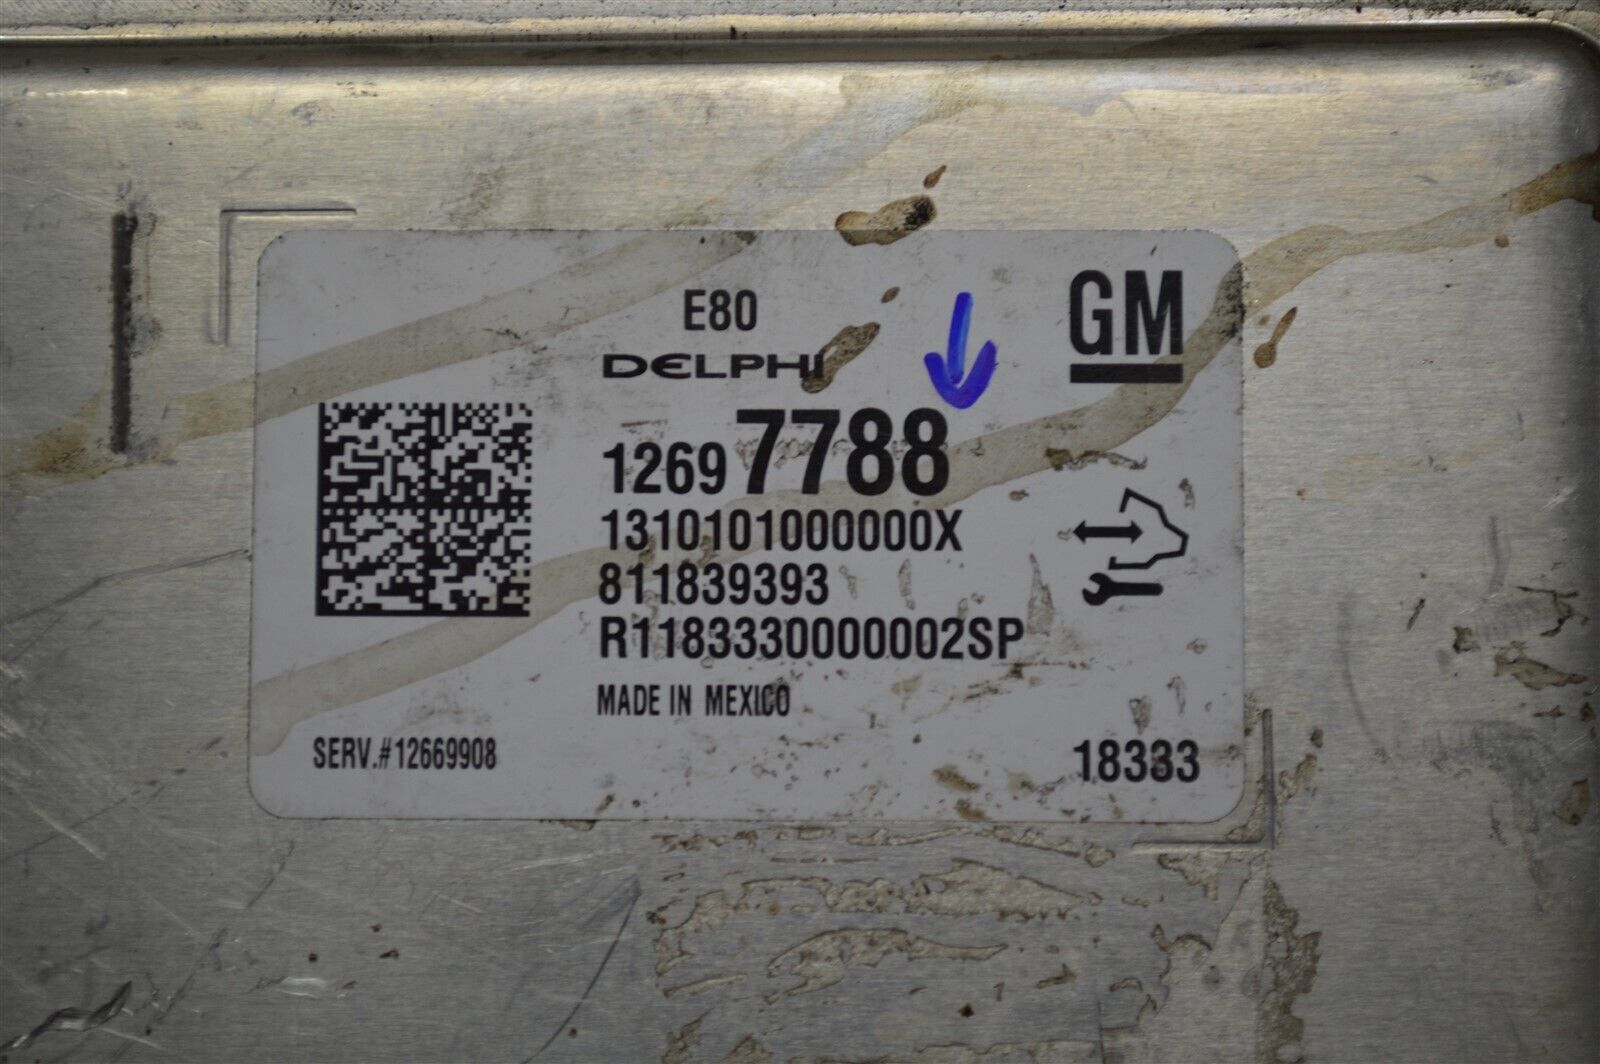 E80
GM
DELPHI
12697788
1310101000000X
811839393
R1183330000002SP
MADE IN MEXICO
SERV.#12669908
18333